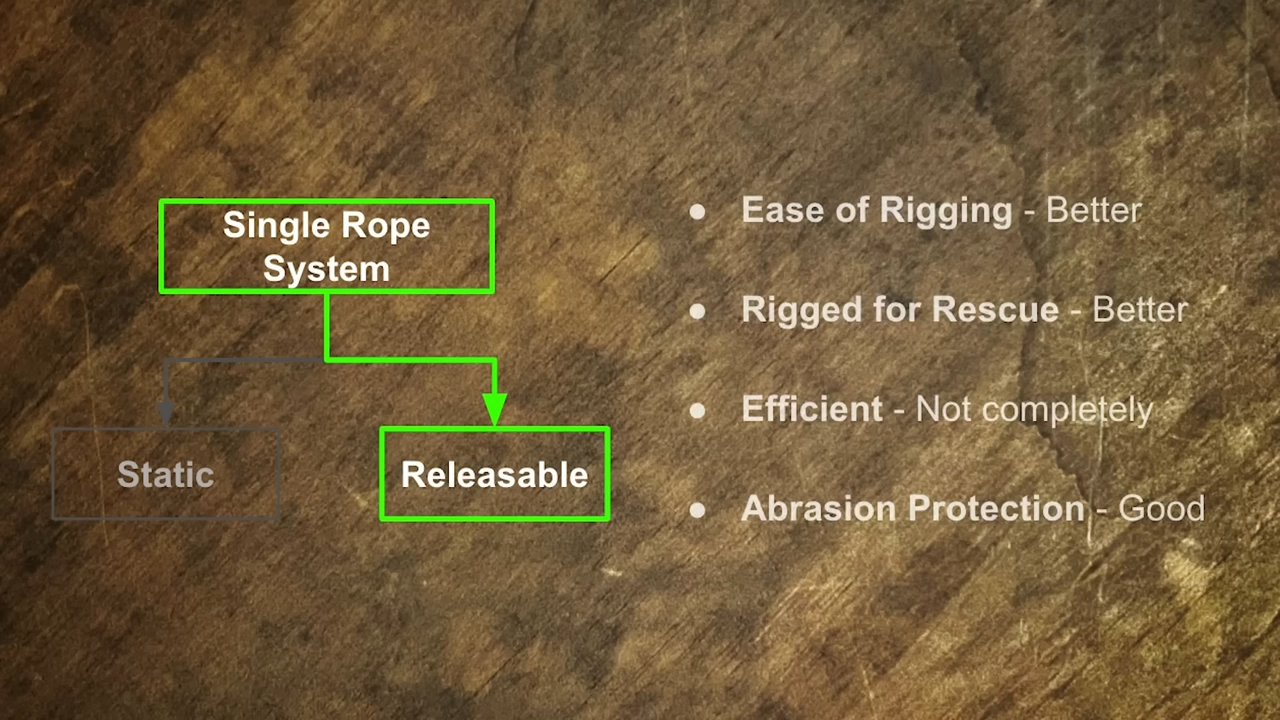 Single Rope
System
Static
Releasable
● Ease of Rigging - Better
● Rigged for Rescue - Better
● Efficient - Not completely
● Abrasion Protection - Good